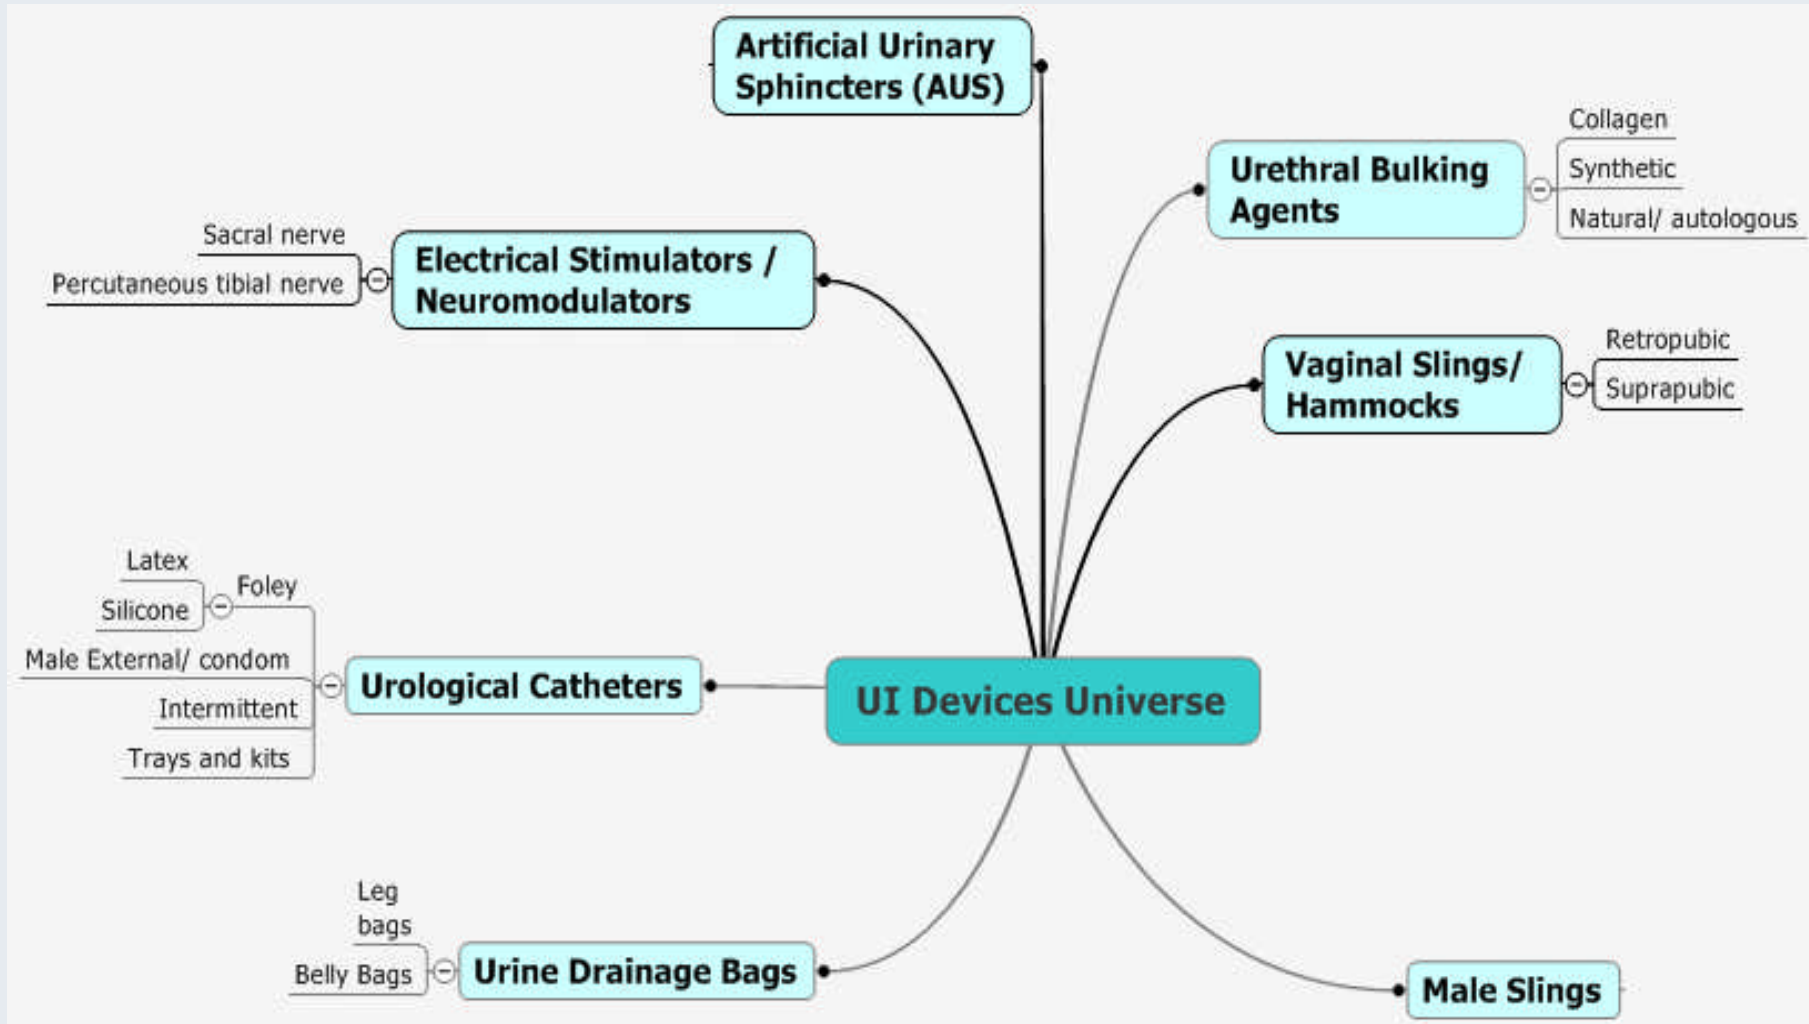 Artificial Urinary
Sphincters (AUS)
Collagen
Urethral Bulking
Agents
Synthetic
Natural/ autologous
Sacral nerve
Percutaneous tibial nerve
Electrical Stimulators /
Neuromodulators
Retropubic
Vaginal Slings/
Hammocks
Suprapubic
Latex
Silicone
Foley
Male External/ condom
Intermittent
Trays and kits
Urological Catheters
UI Devices Universe
Leg
bags
Belly Bags
Urine Drainage Bags
Male Slings